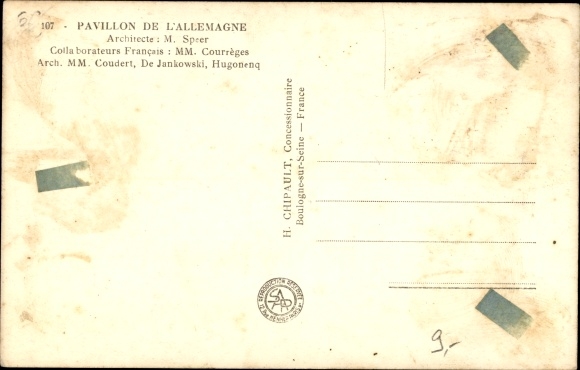 107 - PAVILLON DE L'ALLEMAGNE
Architecte : M. Speer
Collaborateurs Français : MM. Courrèges
Arch. MM. Coudert, De Jankowski, Hugonenq
H. CHIPAULT, Concessionnaire
Boulogne-sur-Seine — France
REPRODUCTION
9,-